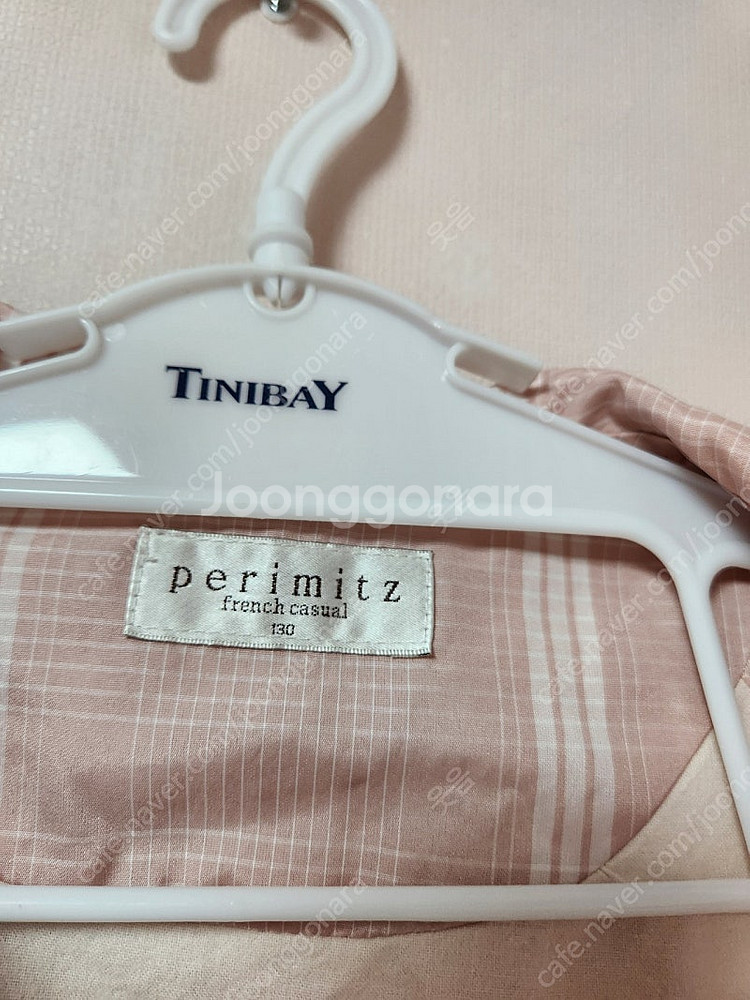 TINIBAY
Joonggonara
perimitz
french casual
130
cafe.naver.com/joonggonara